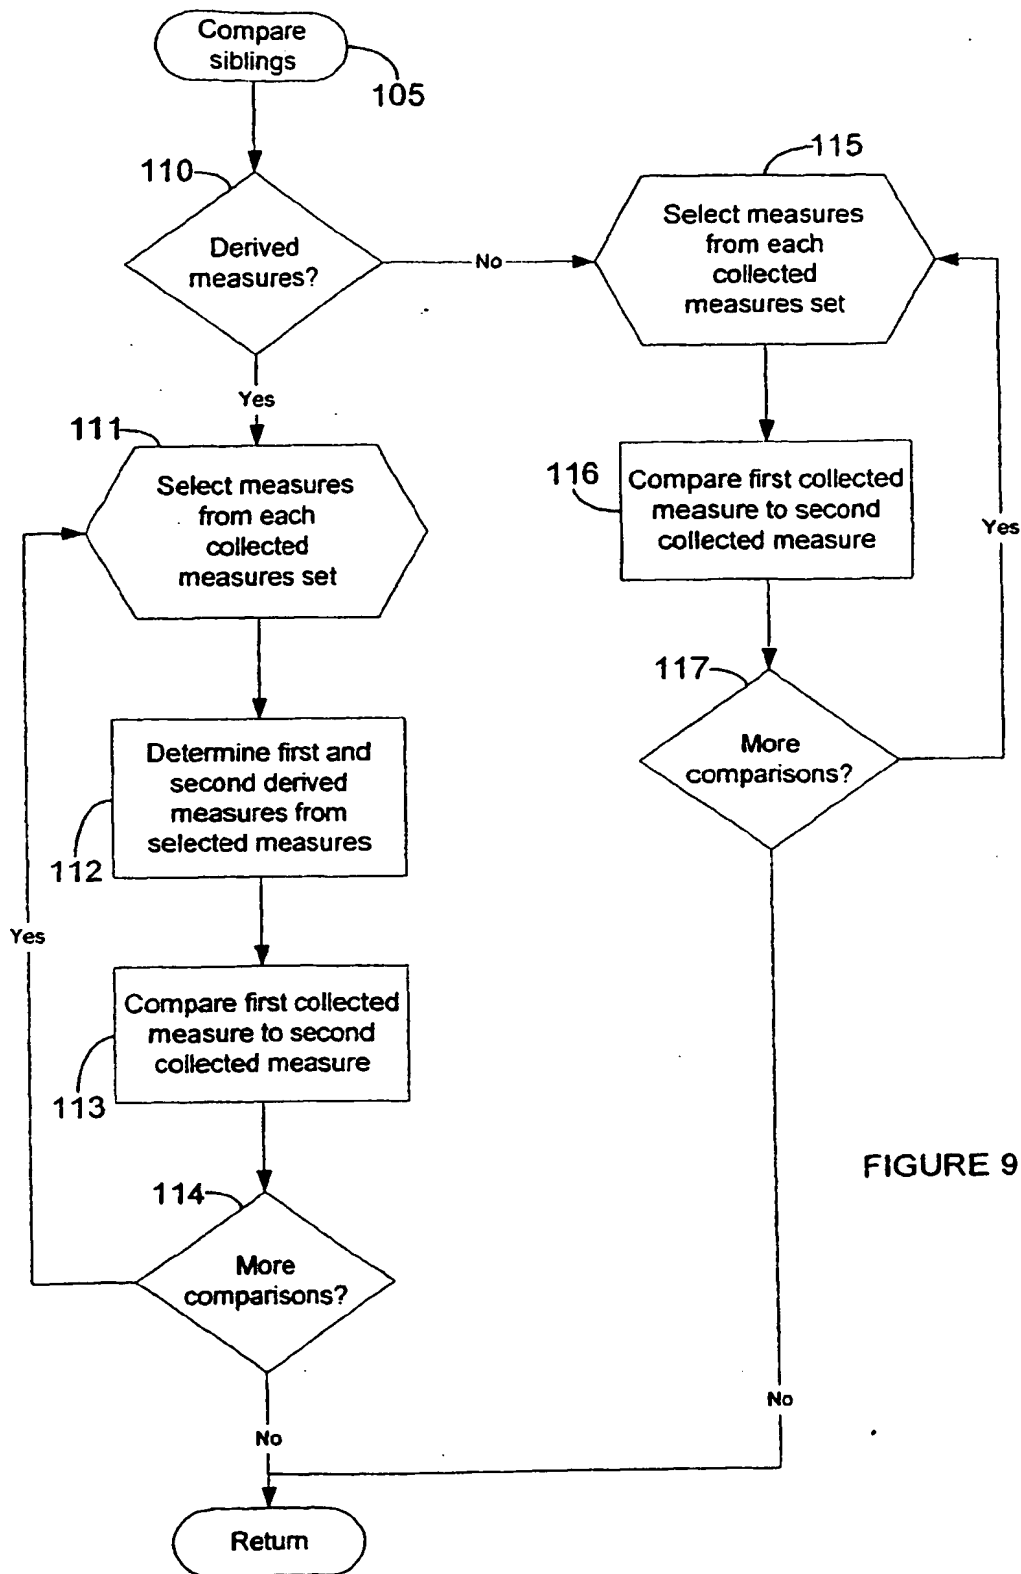 Compare
siblings
105
110
Derived
measures?
No
115
Select measures
from each
collected
measures set
Yes
111
Select measures
from each
collected
measures set
116
Compare first collected
measure to second
collected measure
Yes
117
More
comparisons?
Determine first and
second derived
measures from
selected measures
112
Yes
Compare first collected
measure to second
collected measure
113
114
More
comparisons?
No
No
Return
FIGURE 9